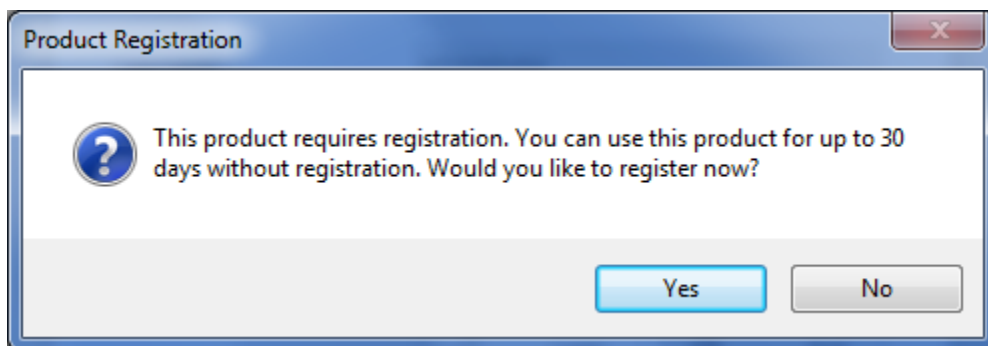 Product Registration
This product requires registration. You can use this product for up to 30
days without registration. Would you like to register now?
Yes
No